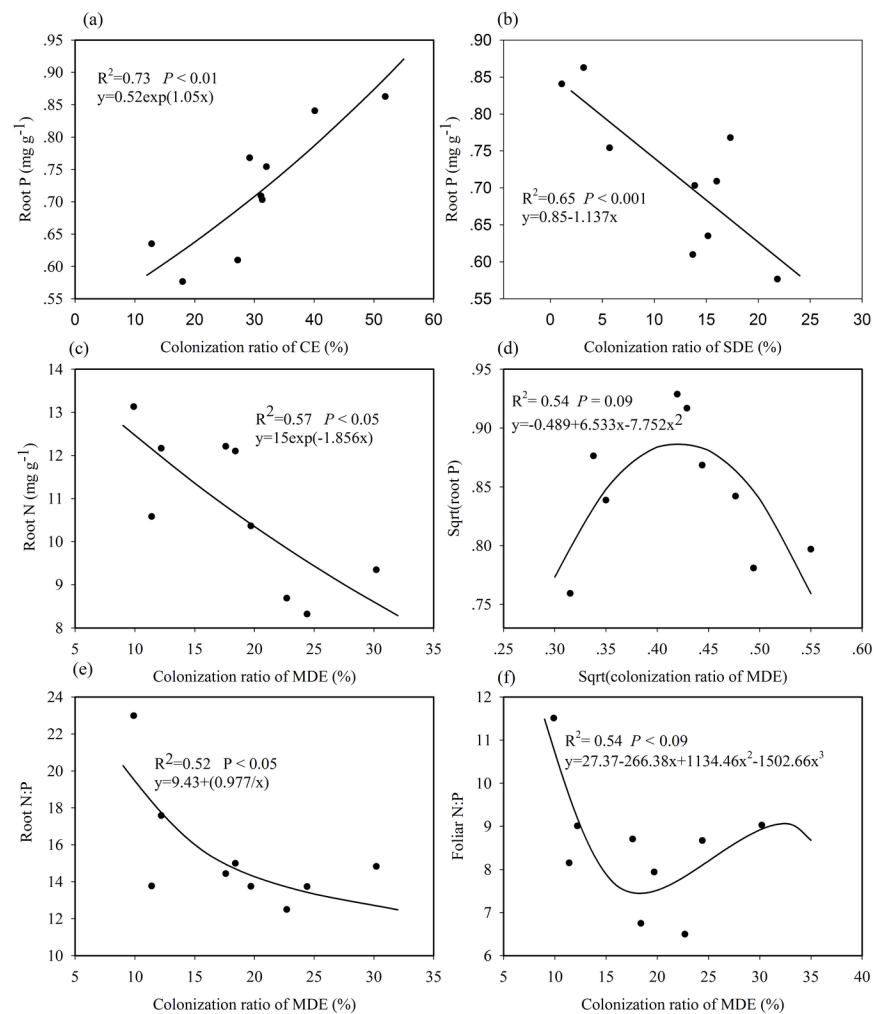 (a)
.95
.90
.85
.80
.75
.70
.65
.60
.55
Root P (mg g-1)
R2=0.73 P < 0.01
y=0.52exp(1.05x)
0 10 20 30 40 50 60
Colonization ratio of CE (%)
(b)
.90
.85
.80
.75
.70
.65
.60
.55
Root P (mg g-1)
R2=0.65 P < 0.001
y=0.85-1.137x
0 5 10 15 20 25 30
Colonization ratio of SDE (%)
(c)
14
13
12
11
10
9
8
Root N (mg g-1)
R2=0.57 P < 0.05
y=15exp(-1.856x)
5 10 15 20 25 30 35
Colonization ratio of MDE (%)
(d)
.95
.90
.85
.80
.75
Sqrt(root P)
R2= 0.54 P = 0.09
y=-0.489+6.533x-7.752x2
.25 .30 .35 .40 .45 .50 .55 .60
Sqrt(colonization ratio of MDE)
(e)
24
22
20
18
16
14
12
10
Root N:P
R2=0.52 P < 0.05
y=9.43+(0.977/x)
5 10 15 20 25 30 35
Colonization ratio of MDE (%)
(f)
12
11
10
9
8
7
6
Foliar N:P
R2= 0.54 P < 0.09
y=27.37-266.38x+1134.46x2-1502.66x3
5 10 15 20 25 30 35 40
Colonization ratio of MDE (%)